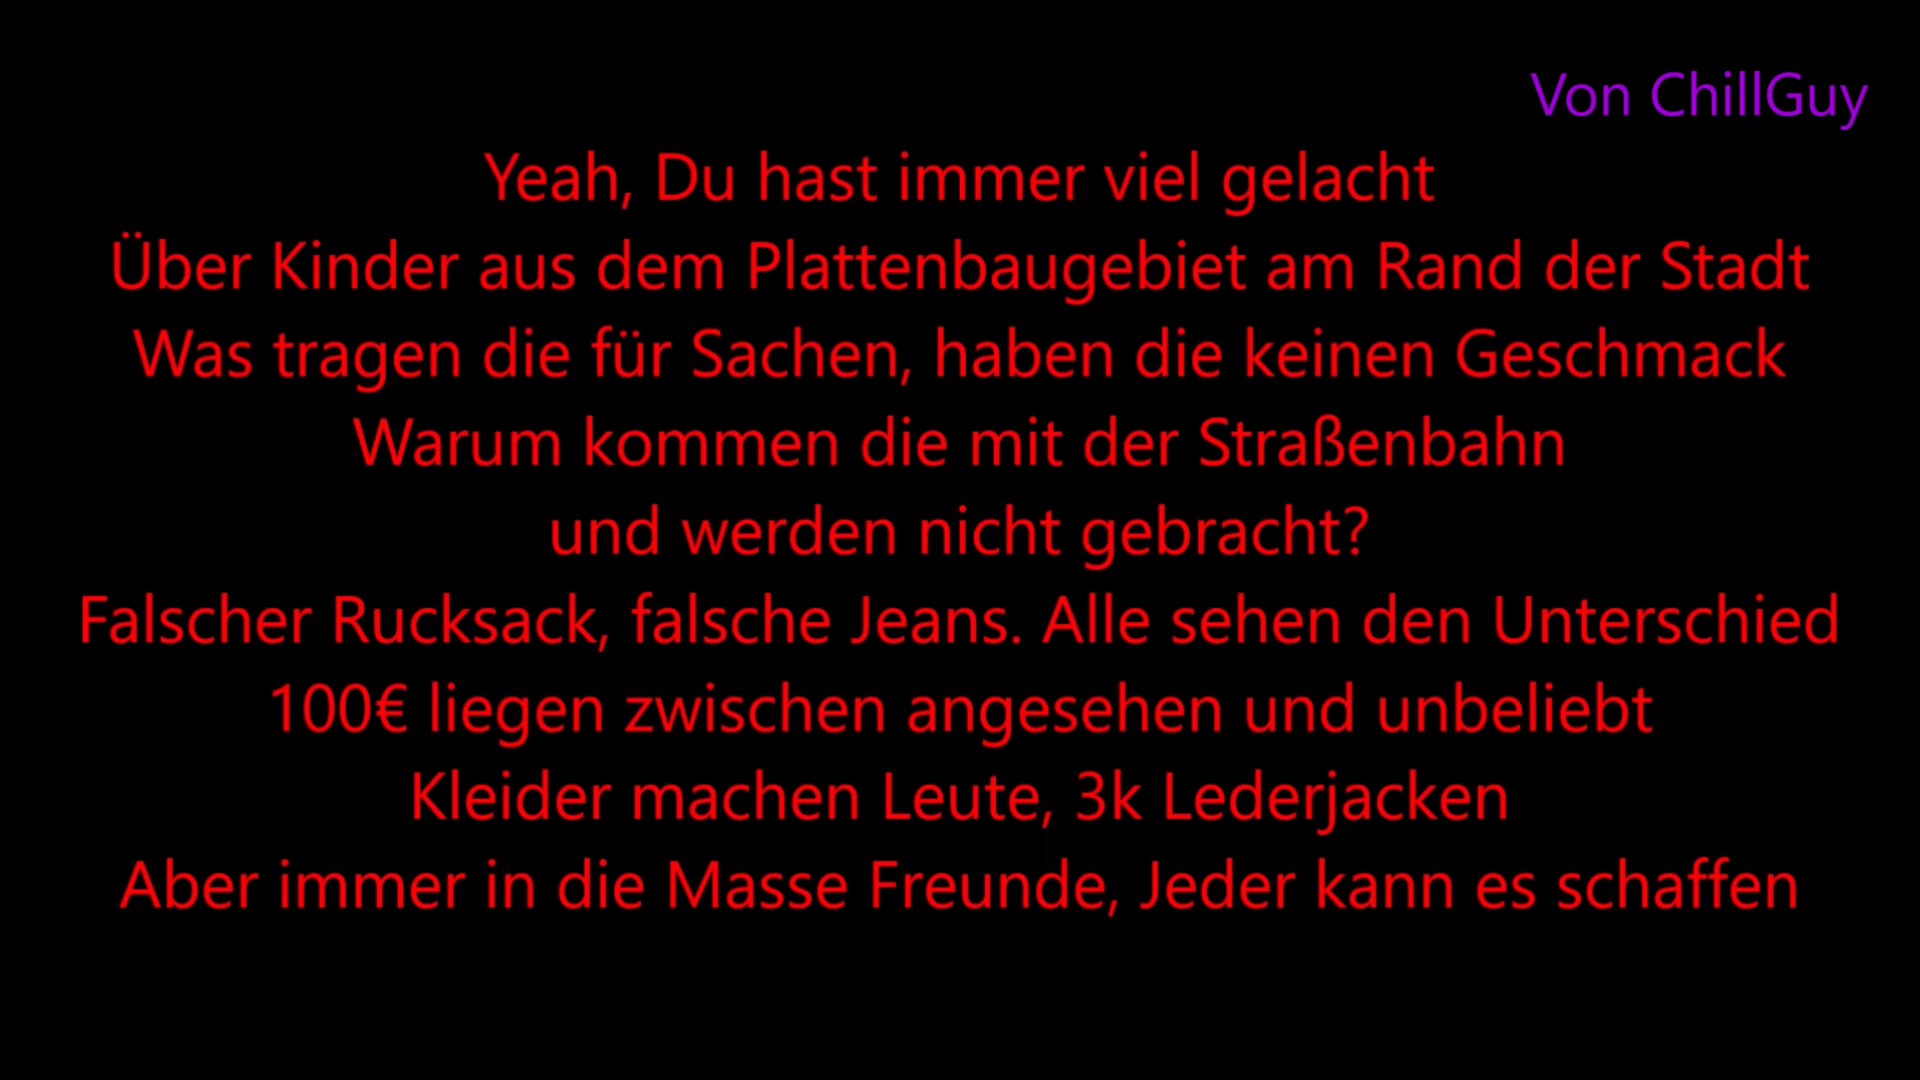 Von ChillGuy
Yeah, Du hast immer viel gelacht
Über Kinder aus dem Plattenbaugebiet am Rand der Stadt
Was tragen die für Sachen, haben die keinen Geschmack
Warum kommen die mit der Straßenbahn
und werden nicht gebracht?
Falscher Rucksack, falsche Jeans. Alle sehen den Unterschied
100€ liegen zwischen angesehen und unbeliebt
Kleider machen Leute, 3k Lederjacken
Aber immer in die Masse Freunde, Jeder kann es schaffen